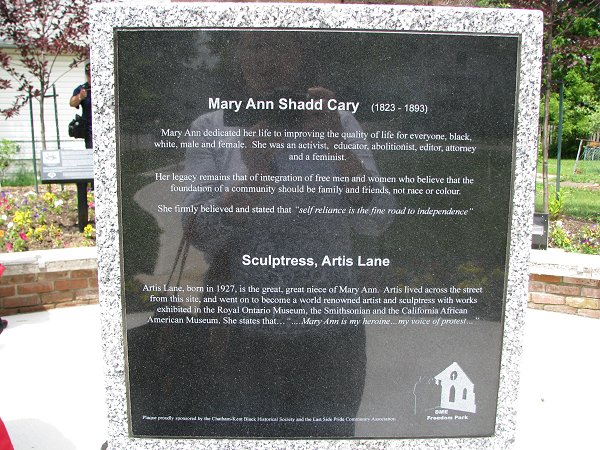 Mary Ann Shadd Cary (1823 - 1893)
Mary Ann dedicated her life to improving the quality of life for everyone, black,
white, male and female. She was an activist, educator, abolitionist, editor, attorney
and a feminist.
Her legacy remains that of integration of free men and women who believe that the
foundation of a community should be family and friends, not race or colour.
She firmly believed and stated that "self reliance is the fine road to independence"
Sculptress, Artis Lane
Artis Lane, born in 1927, is the great, great niece of Mary Ann. Artis lived across the street
from this site, and went on to become a world renowned artist and sculptress with works
exhibited in the Royal Ontario Museum, the Smithsonian and the California African
American Museum. She states that…"….Mary Ann is my heroine…my voice of protest…"
Plaque proudly sponsored by the Chatham-Kent Black Historical Society and the East Side Pride Community Association
BME
Freedom Park